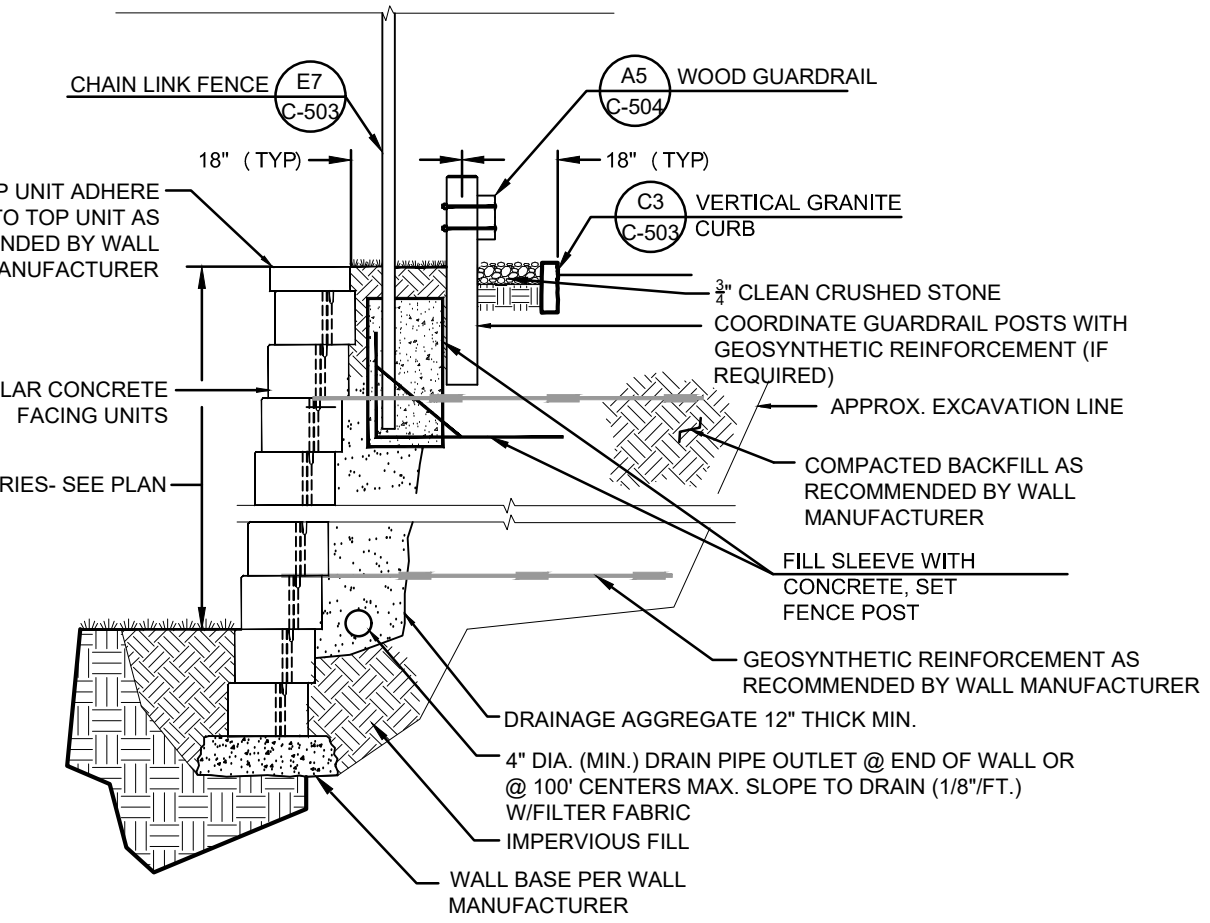 CHAIN LINK FENCE
E7
C-503
A5
C-504
WOOD GUARDRAIL
18" (TYP)
18" (TYP)
P UNIT ADHERE
TO TOP UNIT AS
ENDED BY WALL
ANUFACTURER
C3
C-503
VERTICAL GRANITE
CURB
3/4" CLEAN CRUSHED STONE
COORDINATE GUARDRAIL POSTS WITH
GEOSYNTHETIC REINFORCEMENT (IF
REQUIRED)
LAR CONCRETE
FACING UNITS
APPROX. EXCAVATION LINE
COMPACTED BACKFILL AS
RECOMMENDED BY WALL
MANUFACTURER
RIES- SEE PLAN
FILL SLEEVE WITH
CONCRETE, SET
FENCE POST
GEOSYNTHETIC REINFORCEMENT AS
RECOMMENDED BY WALL MANUFACTURER
DRAINAGE AGGREGATE 12" THICK MIN.
4" DIA. (MIN.) DRAIN PIPE OUTLET @ END OF WALL OR
@ 100' CENTERS MAX. SLOPE TO DRAIN (1/8"/FT.)
W/FILTER FABRIC
IMPERVIOUS FILL
WALL BASE PER WALL
MANUFACTURER